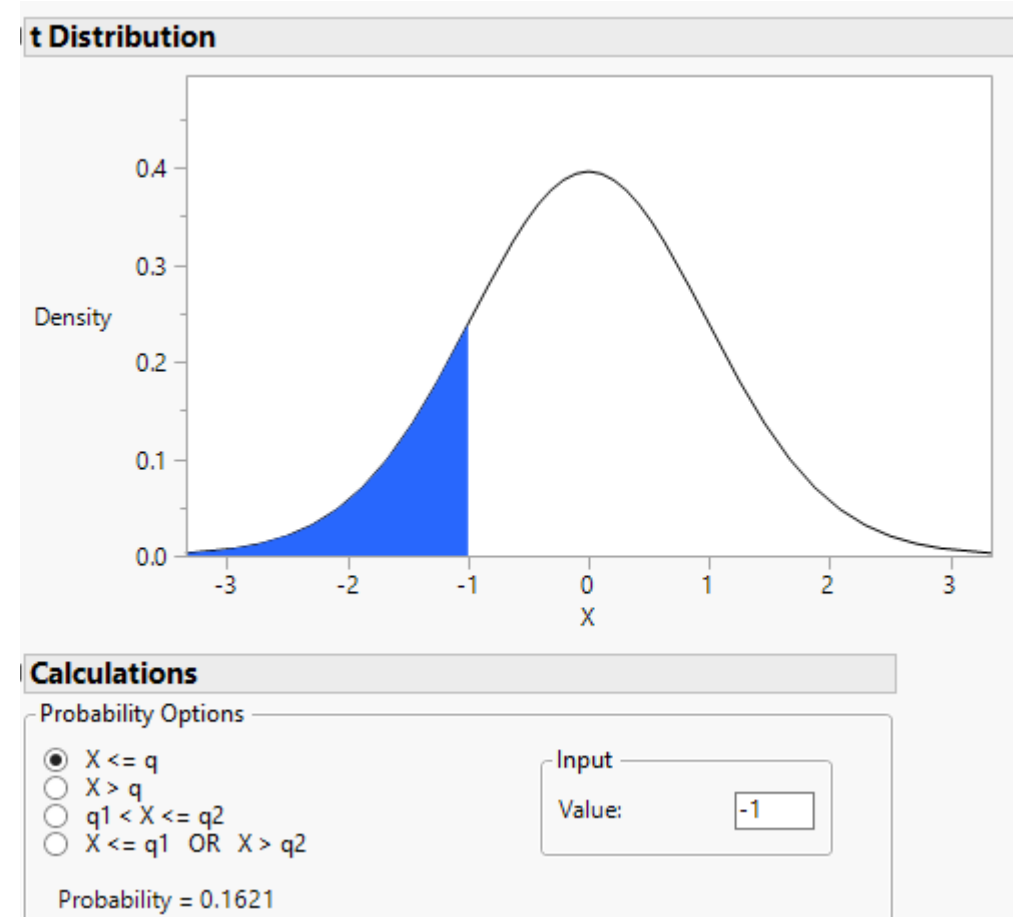 t Distribution
0.4
0.3
Density
0.2
0.1
0.0
-3 -2 -1 0 1 2 3
X
Calculations
Probability Options
X <= q
X > q
q1 < X <= q2
X <= q1 OR X > q2
Input
Value: -1
Probability = 0.1621